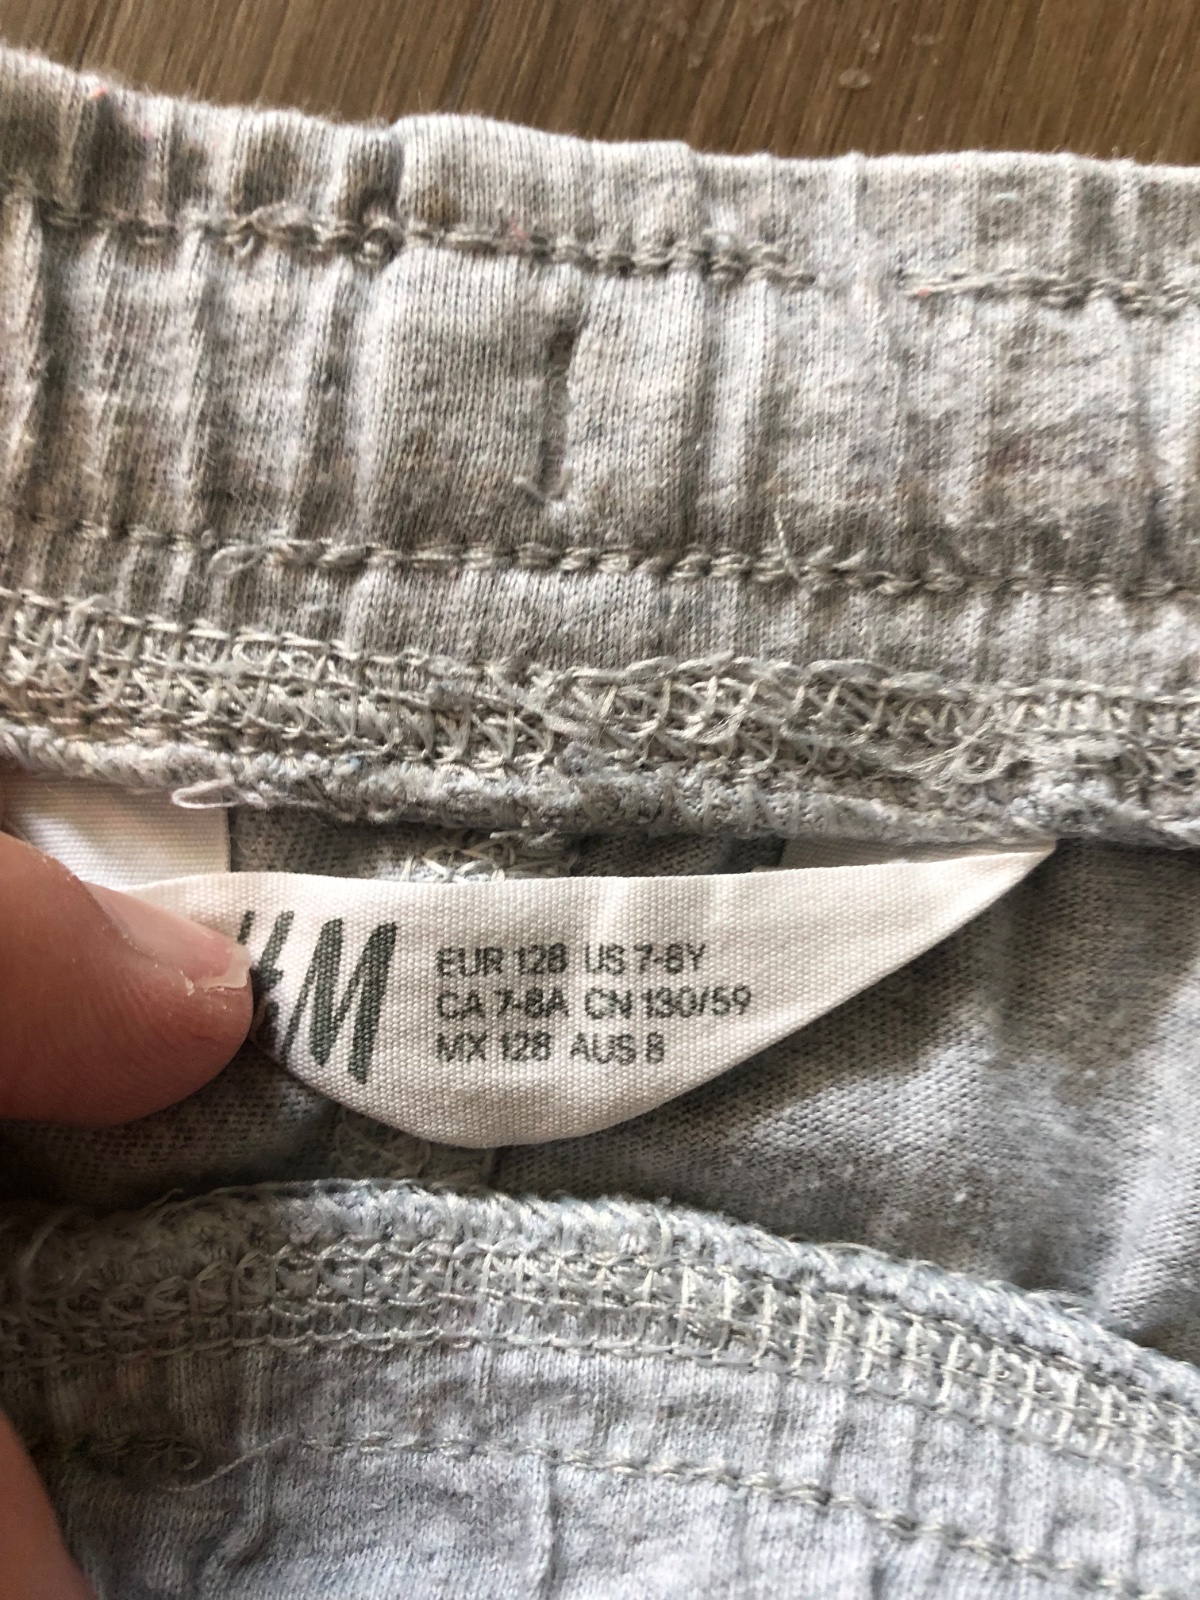 H&M
EUR 128 US 7-8Y
CA 7-8A CN 130/59
MX 128 AUS 8